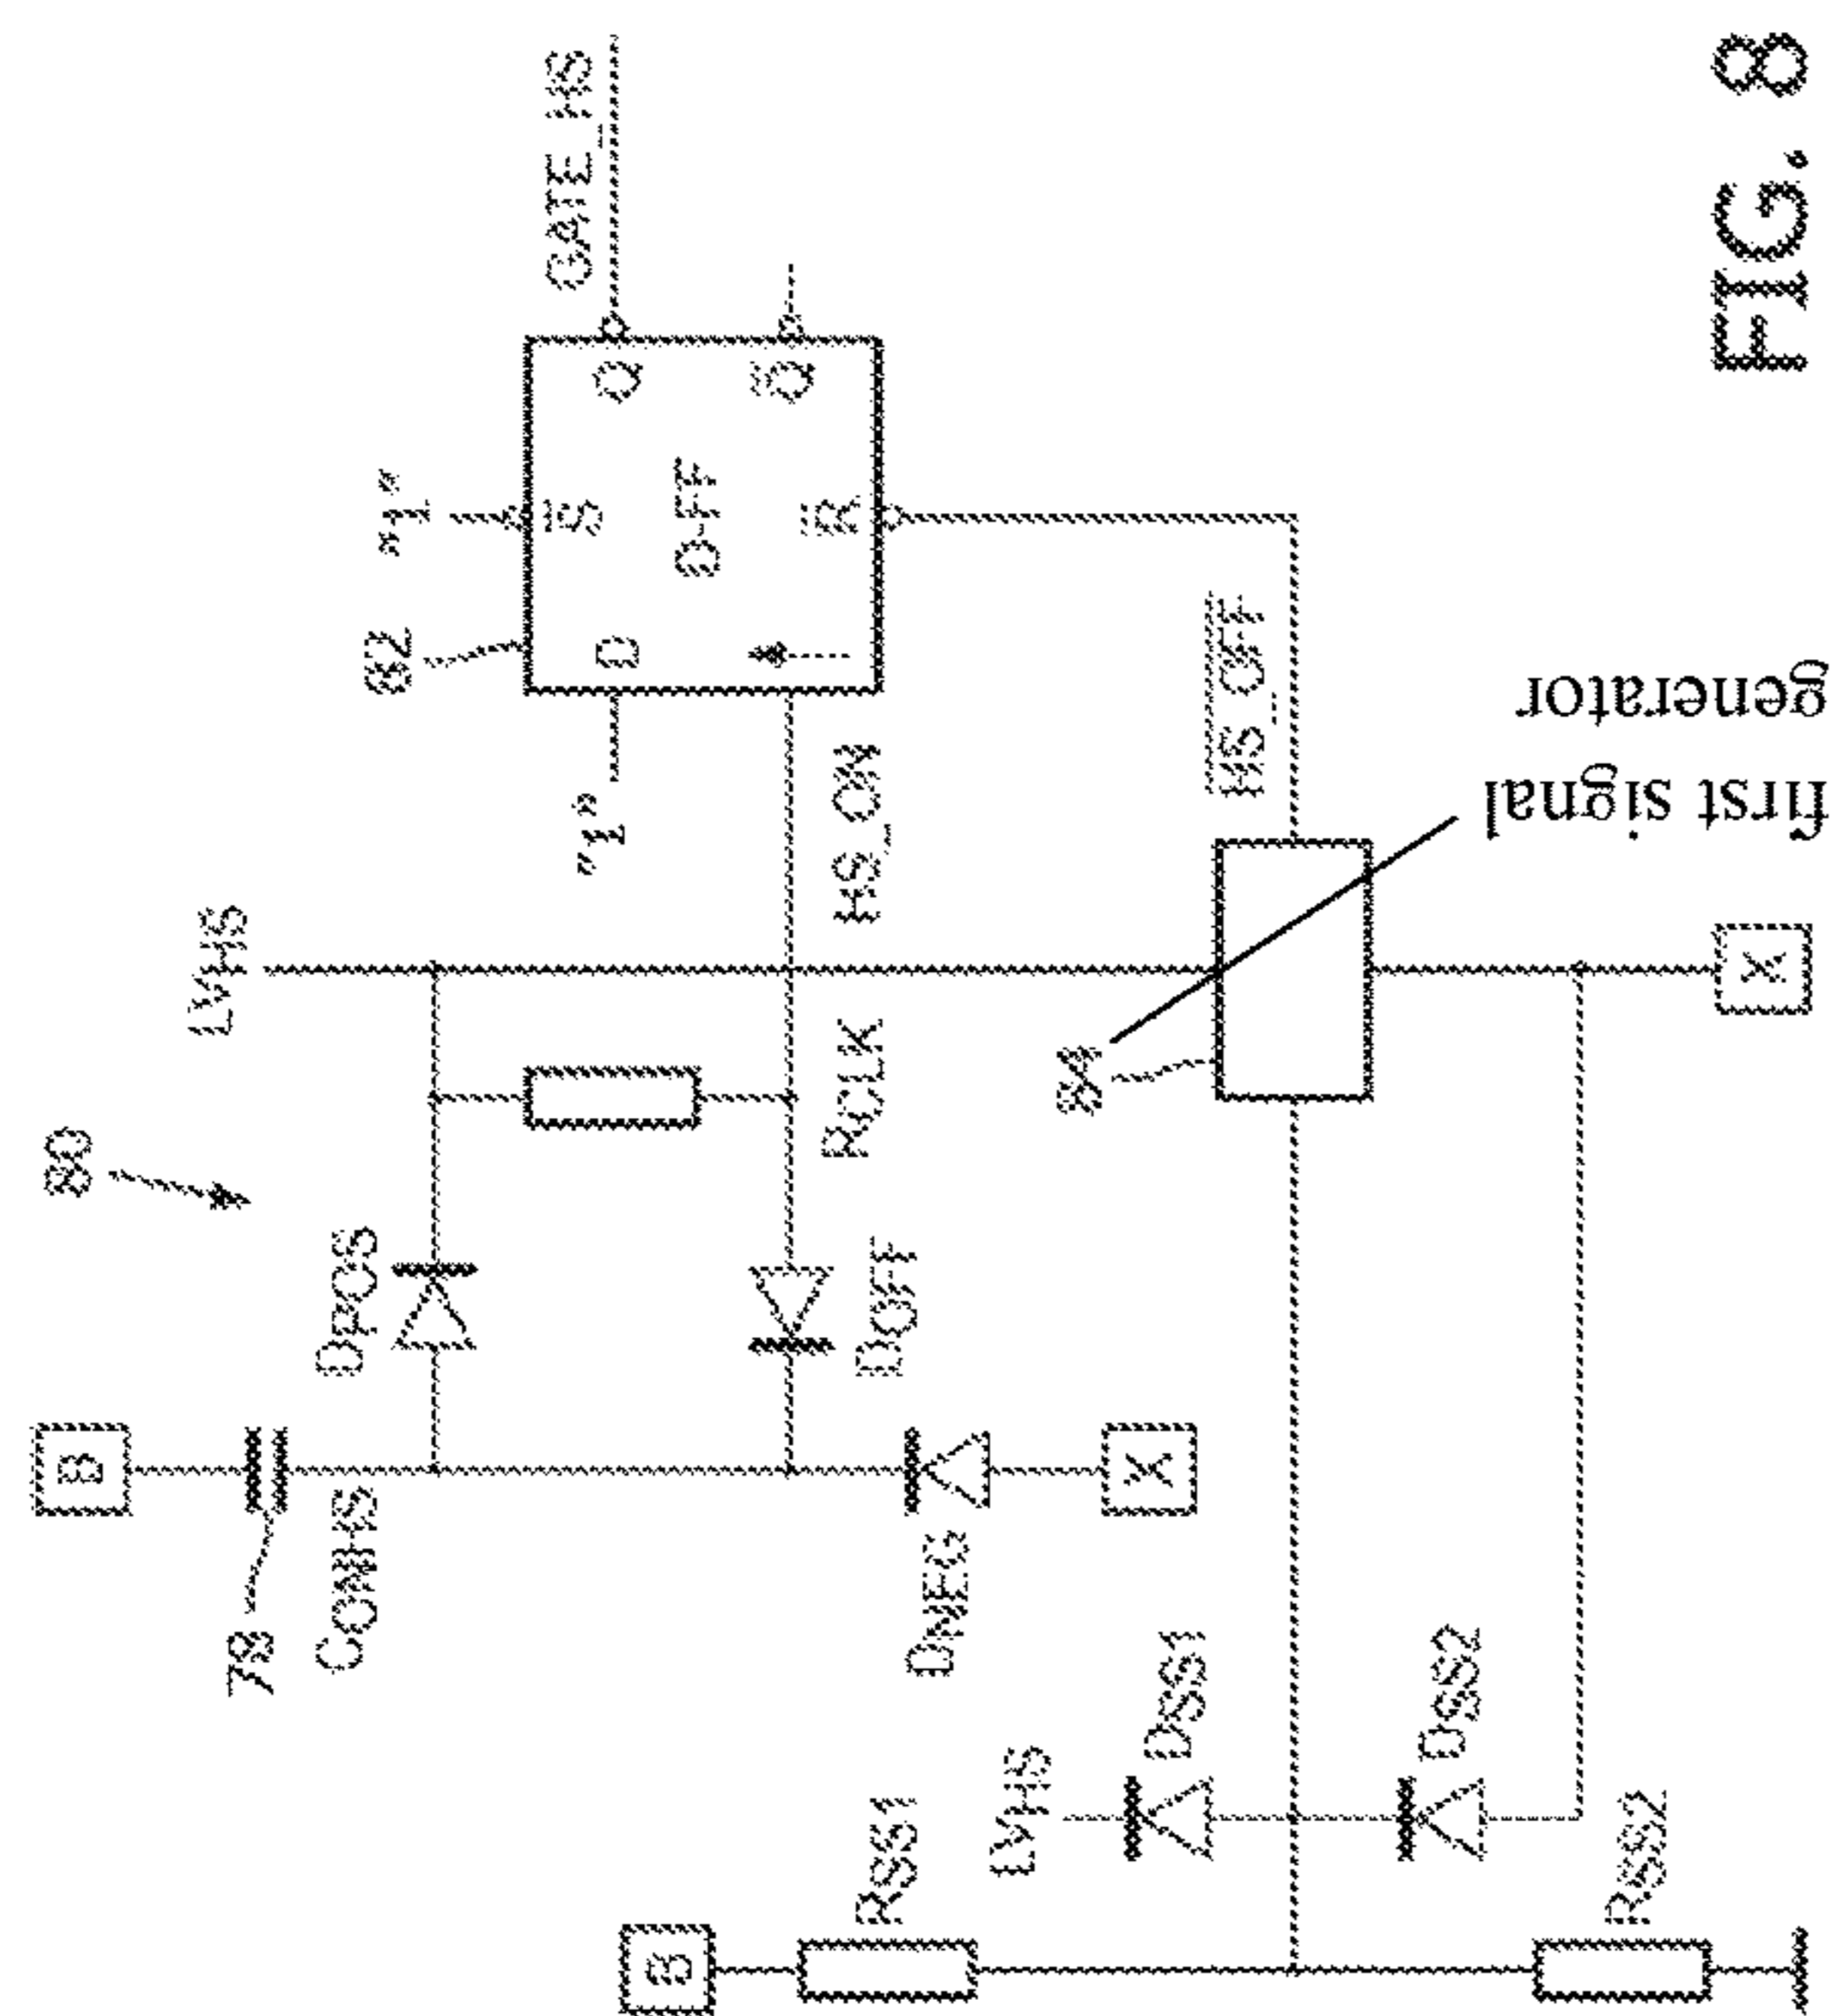 80
B
78
CONHS
DPOS
LVHS
RCLK
DOFF
DNEG
X
"1"
82
"1"
D
S
D-FF
R
Q
Q
GATE_HS
HS_ON
HS_OFF
84
first signal
generator
B
RSS1
LVHS
DSS1
DSS2
RSS2
X
FIG. 8